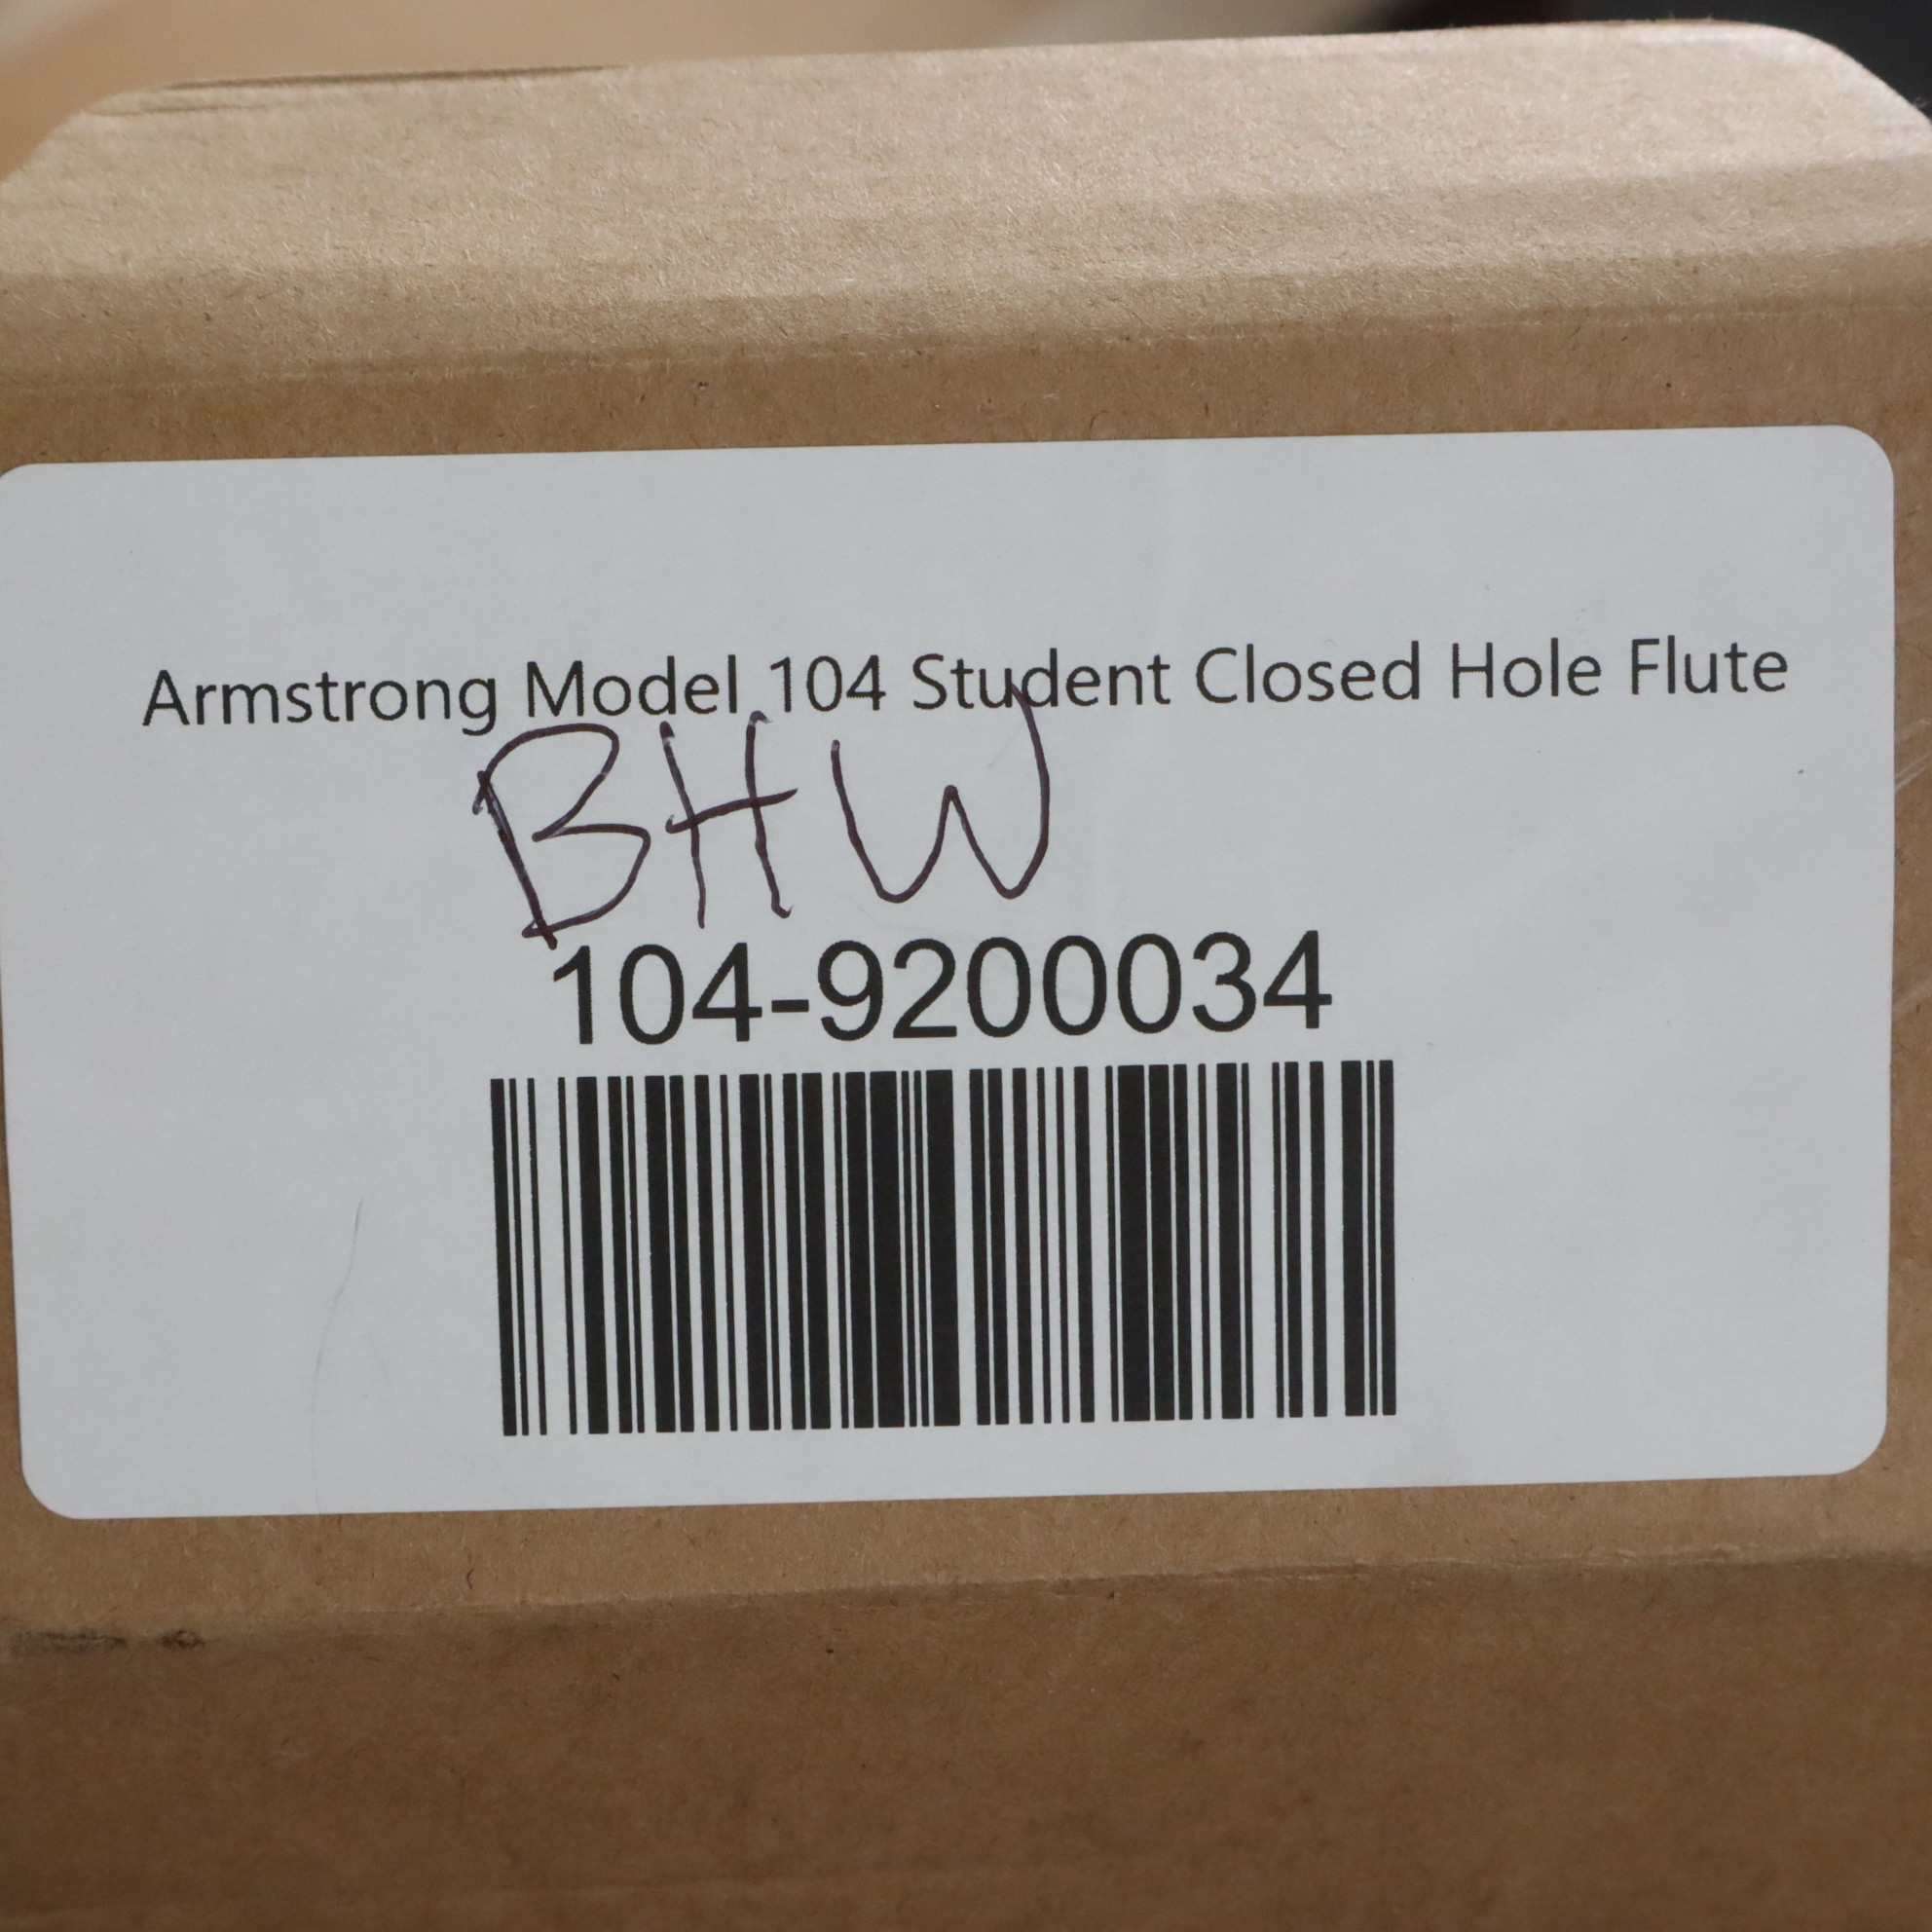 Armstrong Model 104 Student Closed Hole Flute
BHW
104-9200034